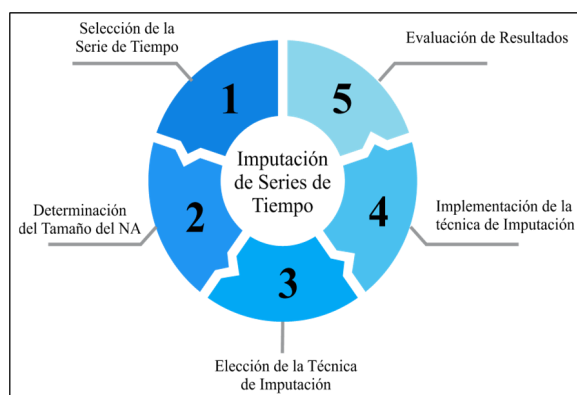 Selección de la
Serie de Tiempo
1
Determinación
del Tamaño del NA
2
Elección de la Técnica
de Imputación
3
Implementación de la
técnica de Imputación
4
Evaluación de Resultados
5
Imputación
de Series de
Tiempo